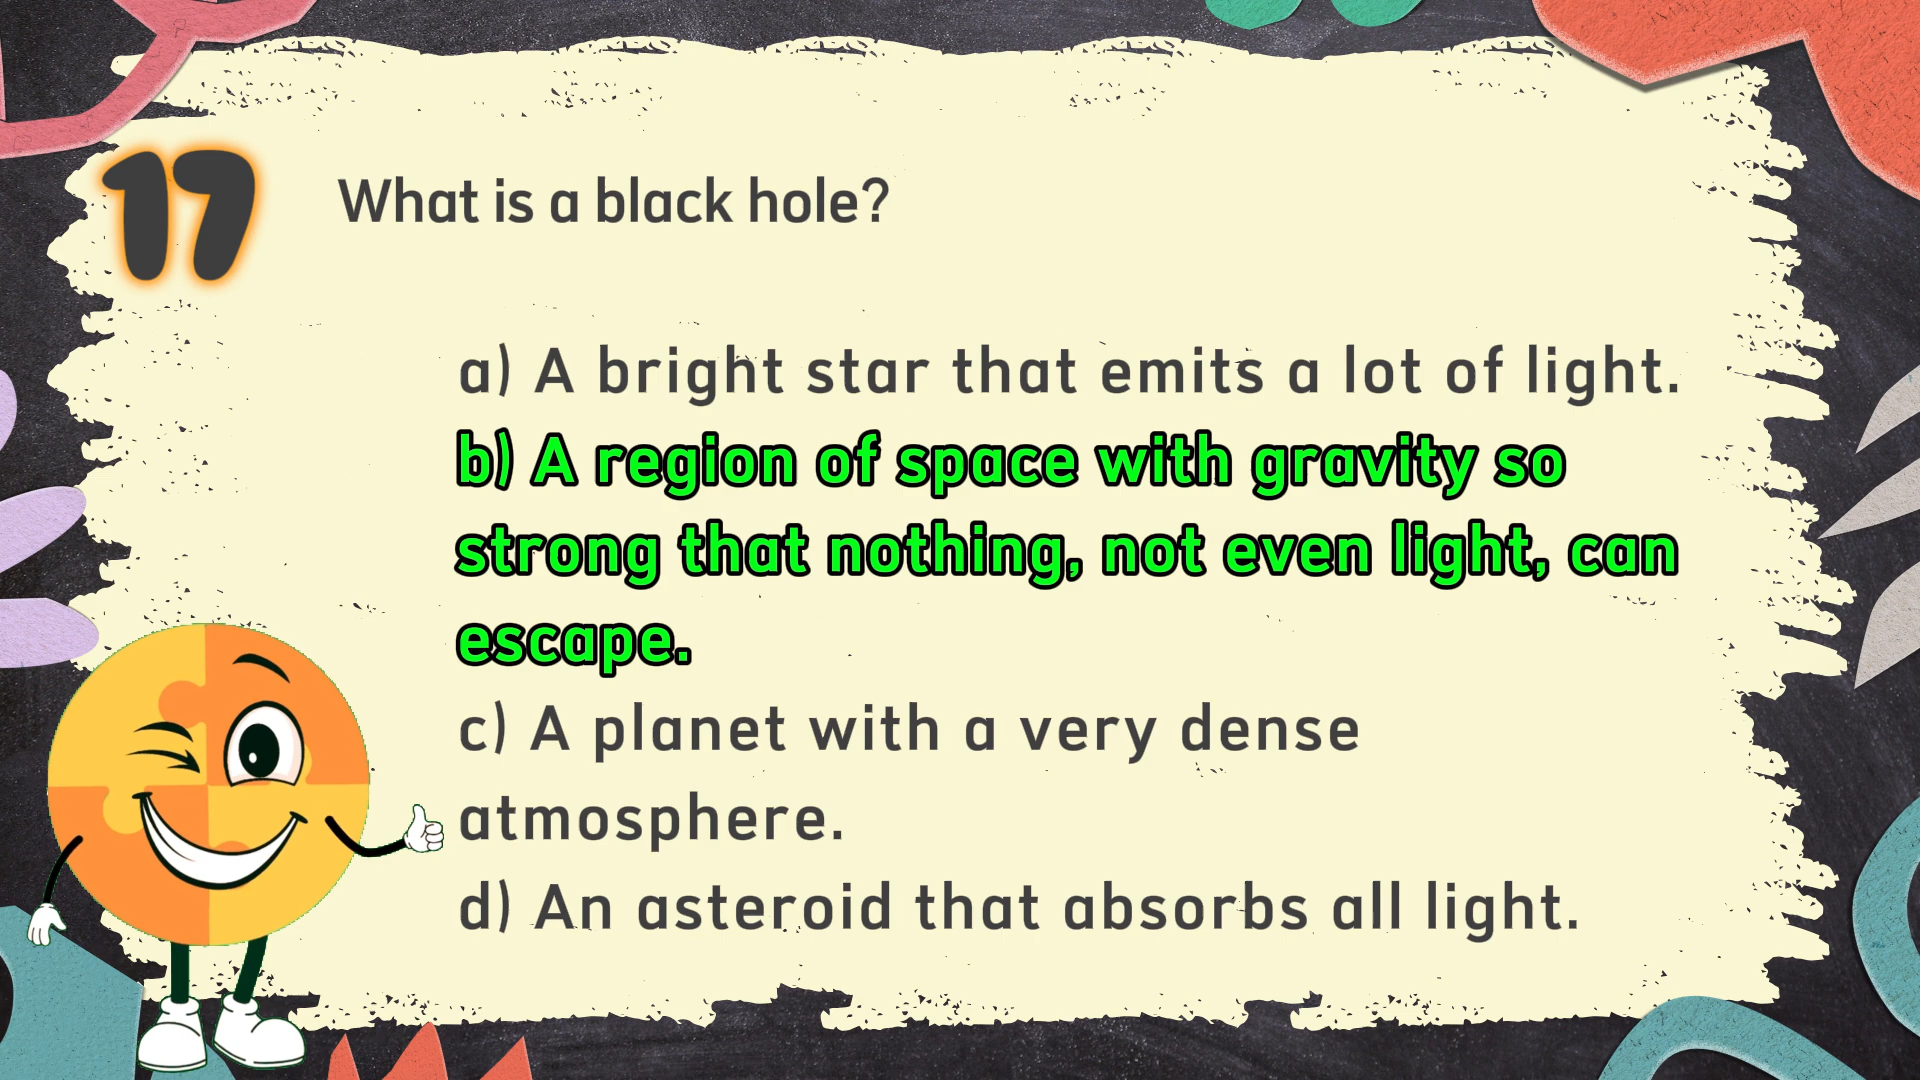 17
What is a black hole?
a) A bright star that emits a lot of light.
b) A region of space with gravity so
strong that nothing, not even light, can
escape.
c) A planet with a very dense
atmosphere.
d) An asteroid that absorbs all light.